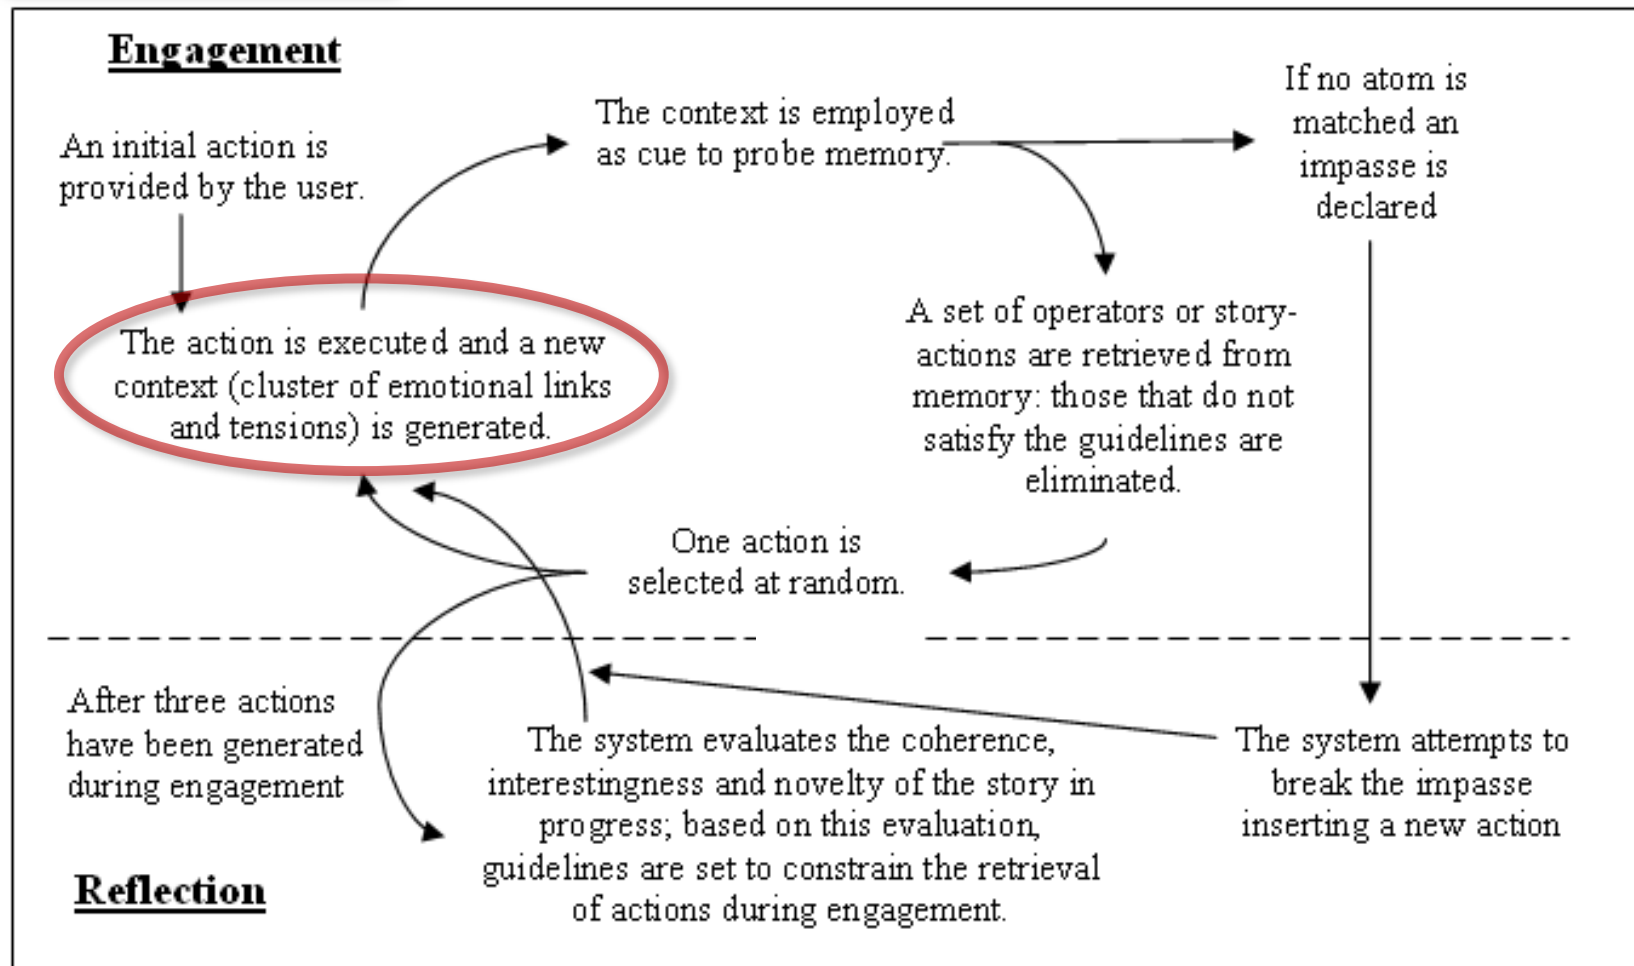 Engagement
An initial action is
provided by the user.
The context is employed
as cue to probe memory.
If no atom is
matched an
impasse is
declared
The action is executed and a new
context (cluster of emotional links
and tensions) is generated.
A set of operators or story-
actions are retrieved from
memory: those that do not
satisfy the guidelines are
eliminated.
One action is
selected at random.
After three actions
have been generated
during engagement
The system evaluates the coherence,
interestingness and novelty of the story in
progress; based on this evaluation,
guidelines are set to constrain the retrieval
of actions during engagement.
The system attempts to
break the impasse
inserting a new action
Reflection